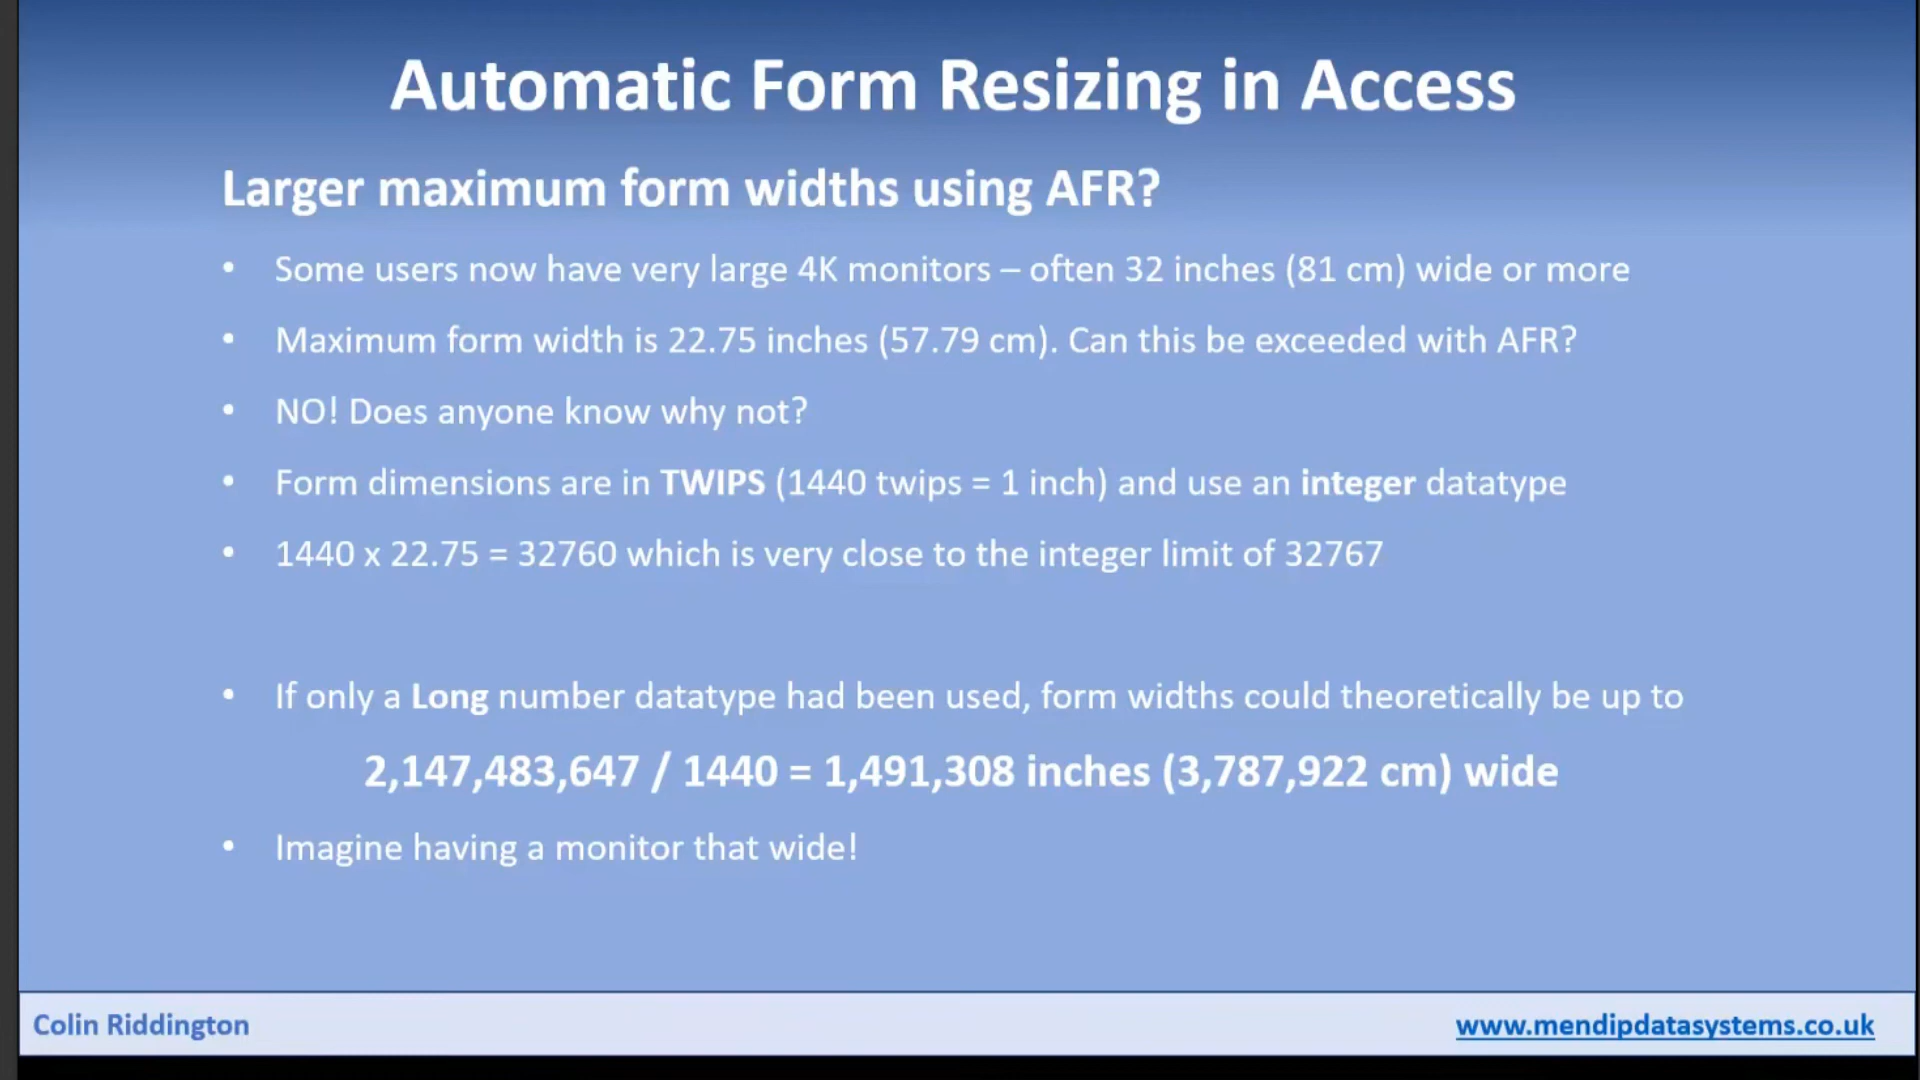 Automatic Form Resizing in Access
Larger maximum form widths using AFR?
• Some users now have very large 4K monitors – often 32 inches (81 cm) wide or more
• Maximum form width is 22.75 inches (57.79 cm). Can this be exceeded with AFR?
• NO! Does anyone know why not?
• Form dimensions are in TWIPS (1440 twips = 1 inch) and use an integer datatype
• 1440 x 22.75 = 32760 which is very close to the integer limit of 32767
• If only a Long number datatype had been used, form widths could theoretically be up to
2,147,483,647 / 1440 = 1,491,308 inches (3,787,922 cm) wide
• Imagine having a monitor that wide!
Colin Riddington
www.mendipdatasystems.co.uk